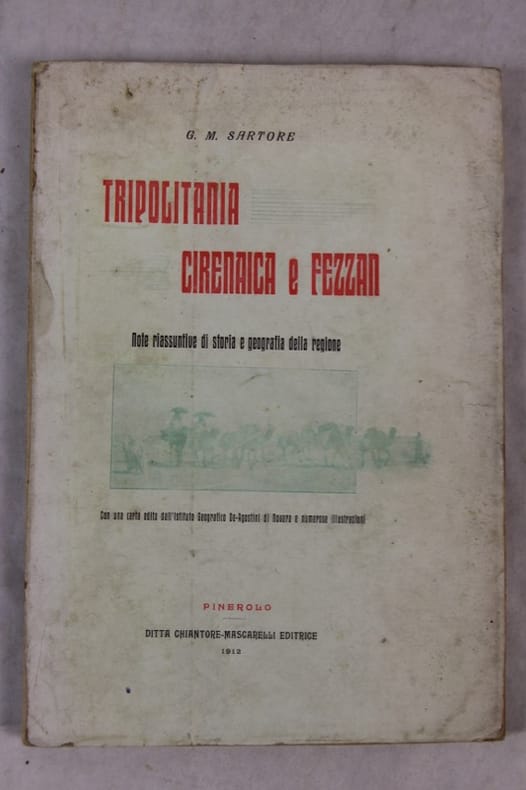 G. M. SARTORE
TRIPOLITANIA
CIRENAICA e FEZZAN
Note riassuntive di storia e geografia della regione
Con una carta edita dall'Istituto Geografico De-Agostini di Novara e numerose illustrazioni
PINEROLO
DITTA CHIANTORE-MASCARELLI EDITRICE
1912